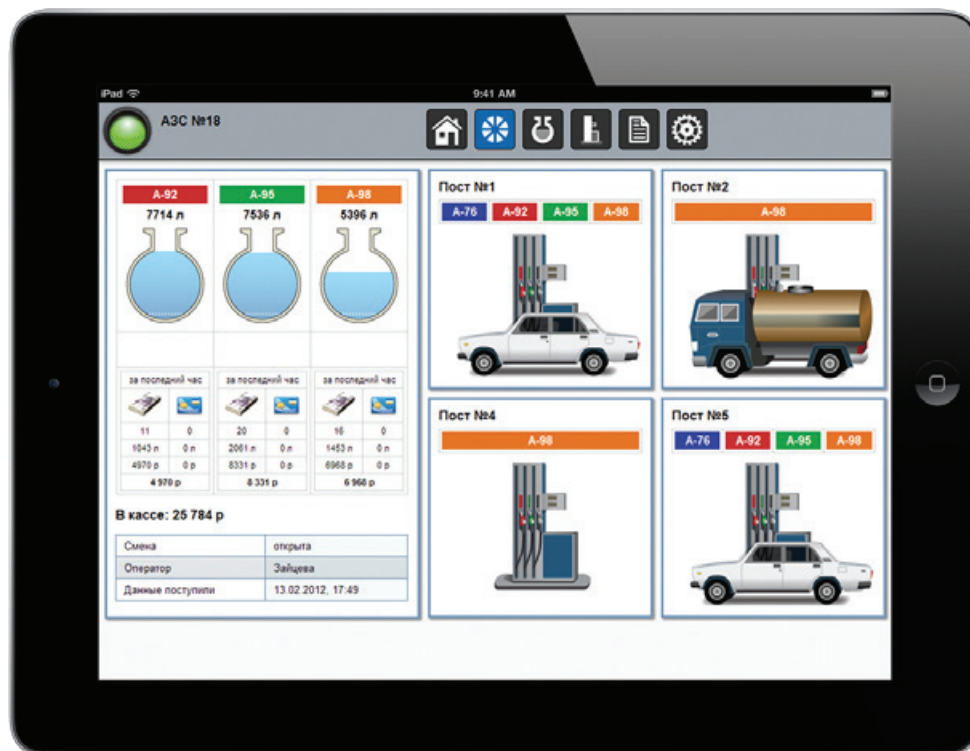 iPad
9:41 AM
АЗС №18
А-92 А-95 А-98
7714 л 7536 л 5396 л
за последний час за последний час за последний час
11 0 20 0 16 0
1043 л 0 л 2061 л 0 л 1453 л 0 л
4970 р 0 р 8331 р 0 р 6968 р 0 р
4 970 р 8 331 р 6 968 р
В кассе: 25 784 р
Смена открыта
Оператор Зайцева
Данные поступили 13.02.2012, 17:49
Пост №1
А-76 А-92 А-95 А-98
Пост №2
А-98
Пост №4
А-98
Пост №5
А-76 А-92 А-95 А-98